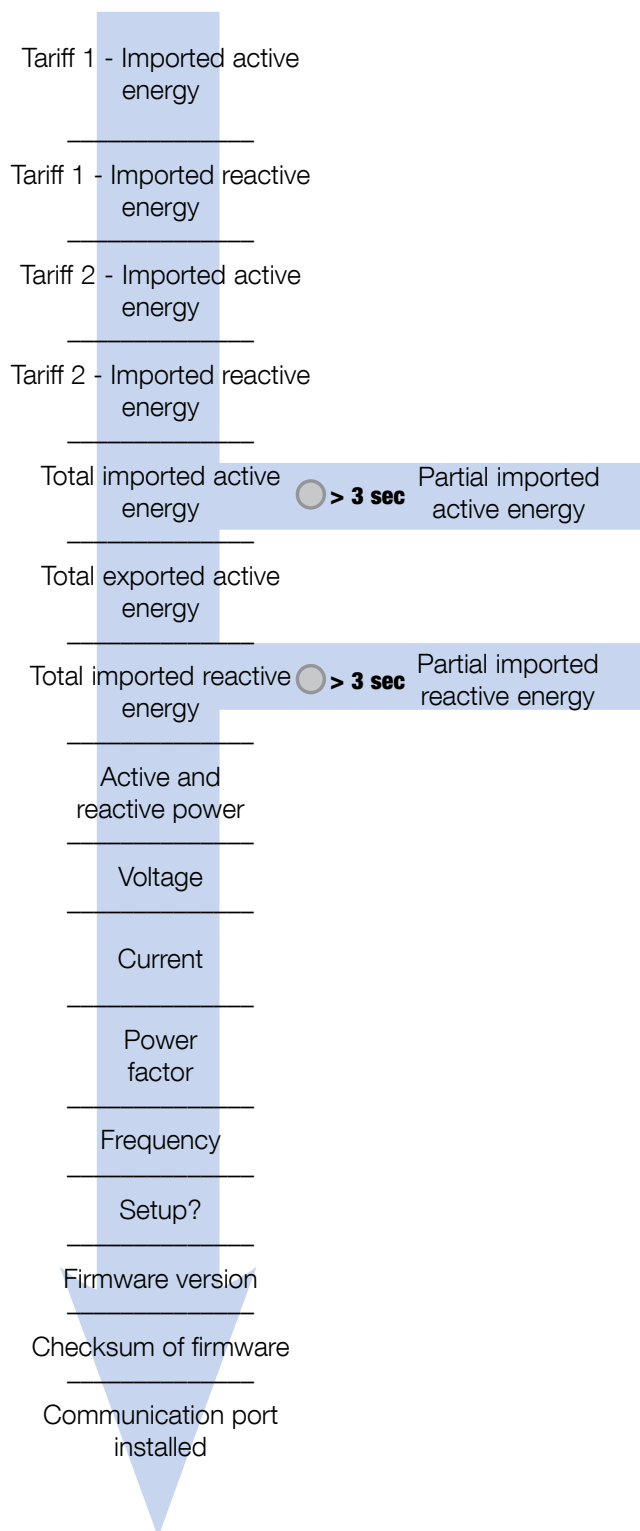 Tariff 1 - Imported active
energy
Tariff 1 - Imported reactive
energy
Tariff 2 - Imported active
energy
Tariff 2 - Imported reactive
energy
Total imported active
energy
> 3 sec
Partial imported
active energy
Total exported active
energy
Total imported reactive
energy
> 3 sec
Partial imported
reactive energy
Active and
reactive power
Voltage
Current
Power
factor
Frequency
Setup?
Firmware version
Checksum of firmware
Communication port
installed